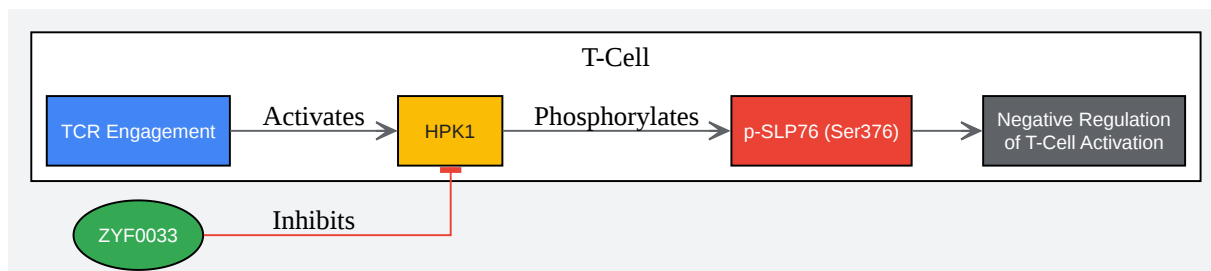 T-Cell
TCR Engagement
Activates
HPK1
Phosphorylates
p-SLP76 (Ser376)
Negative Regulation
of T-Cell Activation
ZYF0033
Inhibits